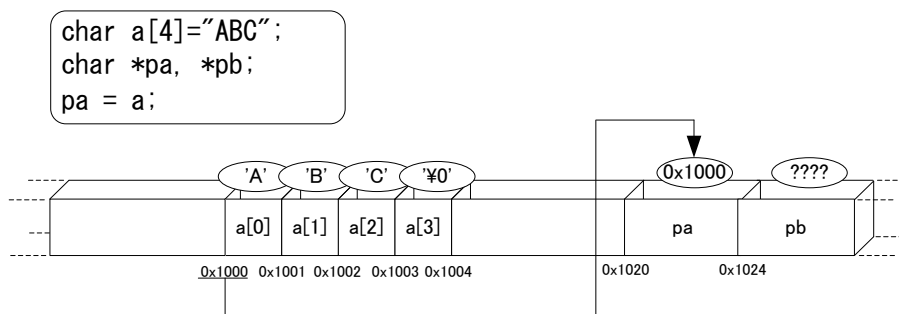 char a[4]="ABC";
char *pa, *pb;
pa = a;
'A' 'B' 'C' '¥0' 0x1000 ????
a[0] a[1] a[2] a[3] pa pb
0x1000 0x1001 0x1002 0x1003 0x1004 0x1020 0x1024